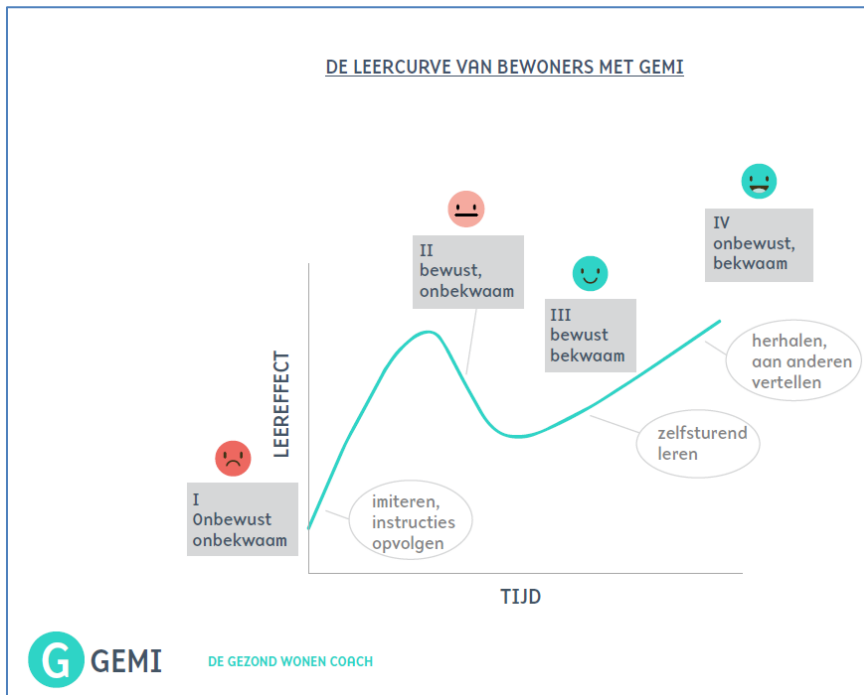 DE LEERCURVE VAN BEWONERS MET GEMI
IV
onbewust,
bekwaam
II
bewust,
onbekwaam
III
bewust
bekwaam
herhalen,
aan anderen
vertellen
LEEREFFECT
zelfsturend
leren
I
Onbewust
onbekwaam
imiteren,
instructies
opvolgen
TIJD
G GEMI
DE GEZOND WONEN COACH